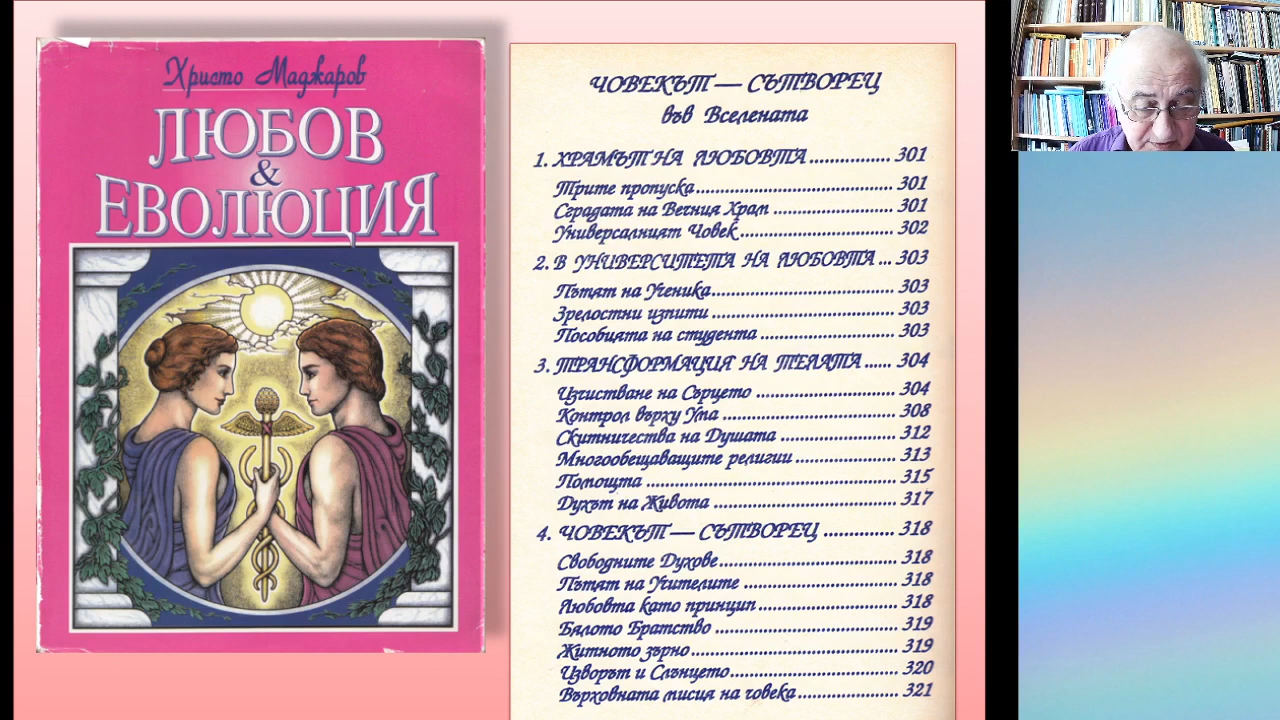 Христо Маджаров
ЛЮБОВ
&
ЕВОЛЮЦИЯ
ЧОВЕКЪТ — СЪТВОРЕЦ
във Вселената
1. ХРАМЪТ НА ЛЮБОВТА ................ 301
Трите пропуска ................ 301
Сградата на Вечния Храм ................ 301
Универсалният Човек ................ 302
2. В УНИВЕРСИТЕТА НА ЛЮБОВТА ... 303
Пътят на Ученика ................ 303
Зрелостни изпити ................ 303
Пособията на студента ................ 303
3. ТРАНСФОРМАЦИЯ НА ТЕЛАТА ...... 304
Изчистване на Сърцето ................ 304
Контрол върху Ума ................ 308
Скитничества на Душата ................ 312
Многообещаващите религии ................ 313
Помощта ................ 315
Духът на Живота ................ 317
4. ЧОВЕКЪТ — СЪТВОРЕЦ ................ 318
Свободните Духове ................ 318
Пътят на Учителите ................ 318
Любовта като принцип ................ 318
Бялото Братство ................ 319
Житното зърно ................ 319
Изворът и Слънцето ................ 320
Върховната мисия на човека ................ 321